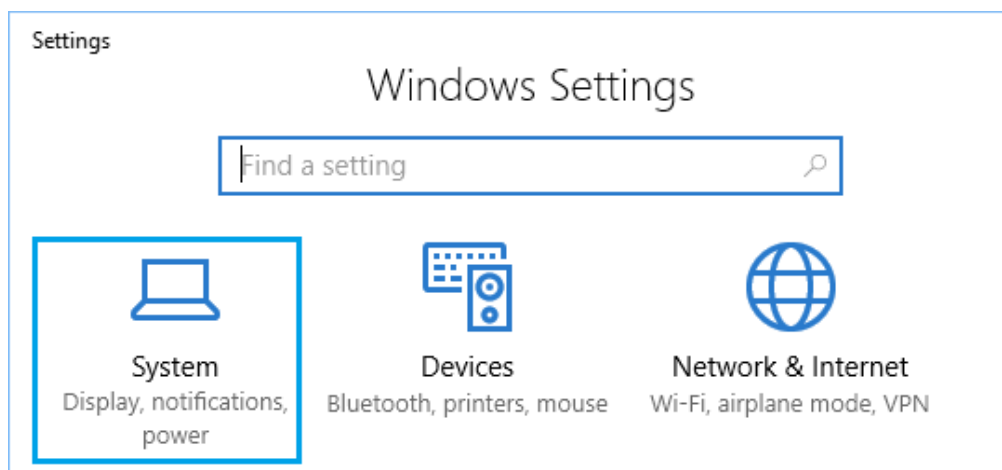 Settings
Windows Settings
Find a setting
System
Display, notifications,
power
Devices
Bluetooth, printers, mouse
Network & Internet
Wi-Fi, airplane mode, VPN